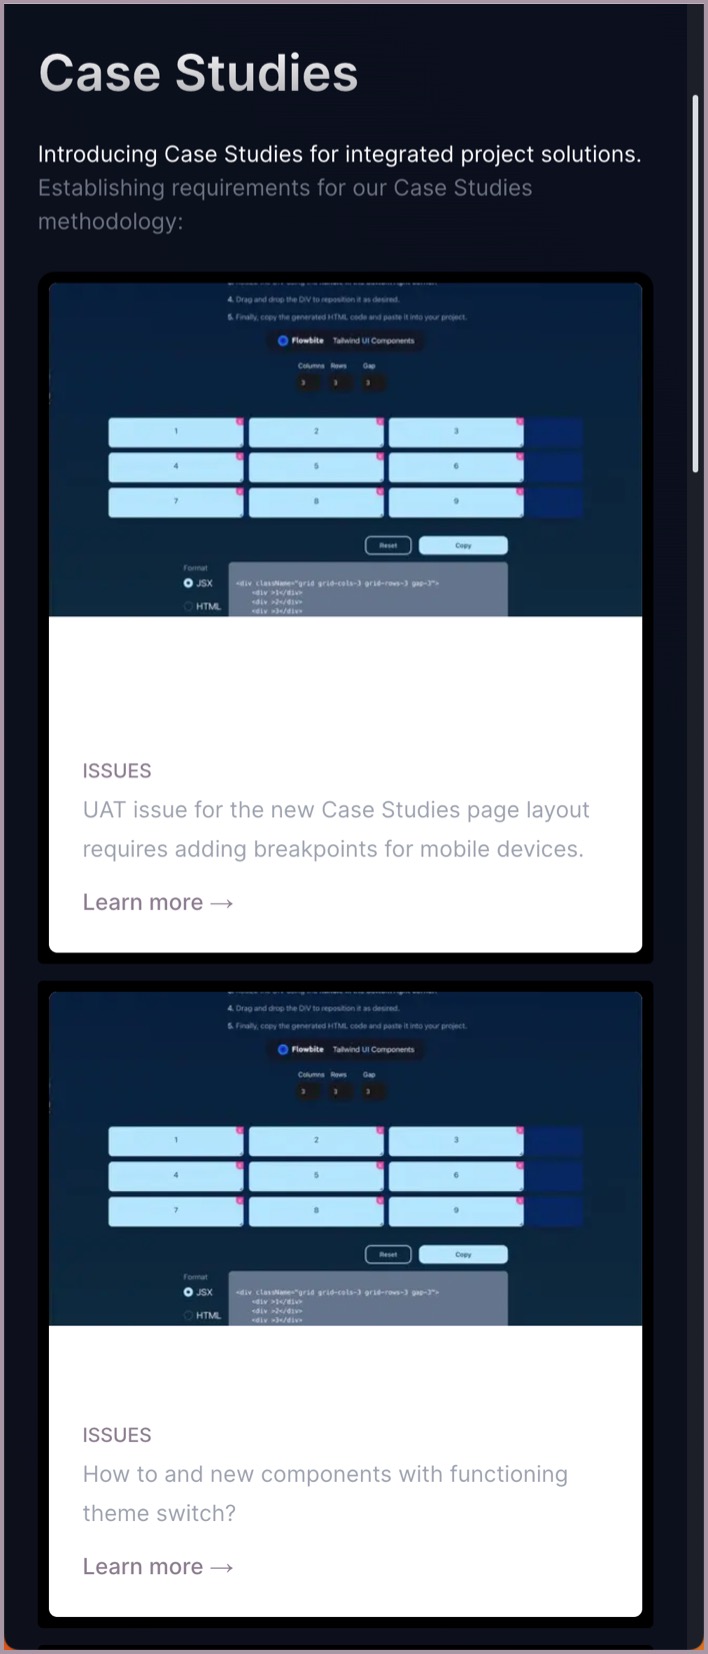 Case Studies
Introducing Case Studies for integrated project solutions.
Establishing requirements for our Case Studies
methodology:
4. Drag and drop the DIV to reposition it as desired.
5. Finally, copy the generated HTML code and paste it into your project.
Flowbite Tailwind UI Components
Columns Rows Gap
3 3 3
1 2 3
4 5 6
7 8 9
Reset Copy
Format
JSX
<div className="grid grid-cols-3 grid-rows-3 gap-3">
<div >1</div>
<div >2</div>
HTML
<div >3</div>
ISSUES
UAT issue for the new Case Studies page layout
requires adding breakpoints for mobile devices.
Learn more →
4. Drag and drop the DIV to reposition it as desired.
5. Finally, copy the generated HTML code and paste it into your project.
Flowbite Tailwind UI Components
Columns Rows Gap
3 3 3
1 2 3
4 5 6
7 8 9
Reset Copy
Format
JSX
<div className="grid grid-cols-3 grid-rows-3 gap-3">
<div >1</div>
<div >2</div>
HTML
<div >3</div>
ISSUES
How to and new components with functioning
theme switch?
Learn more →